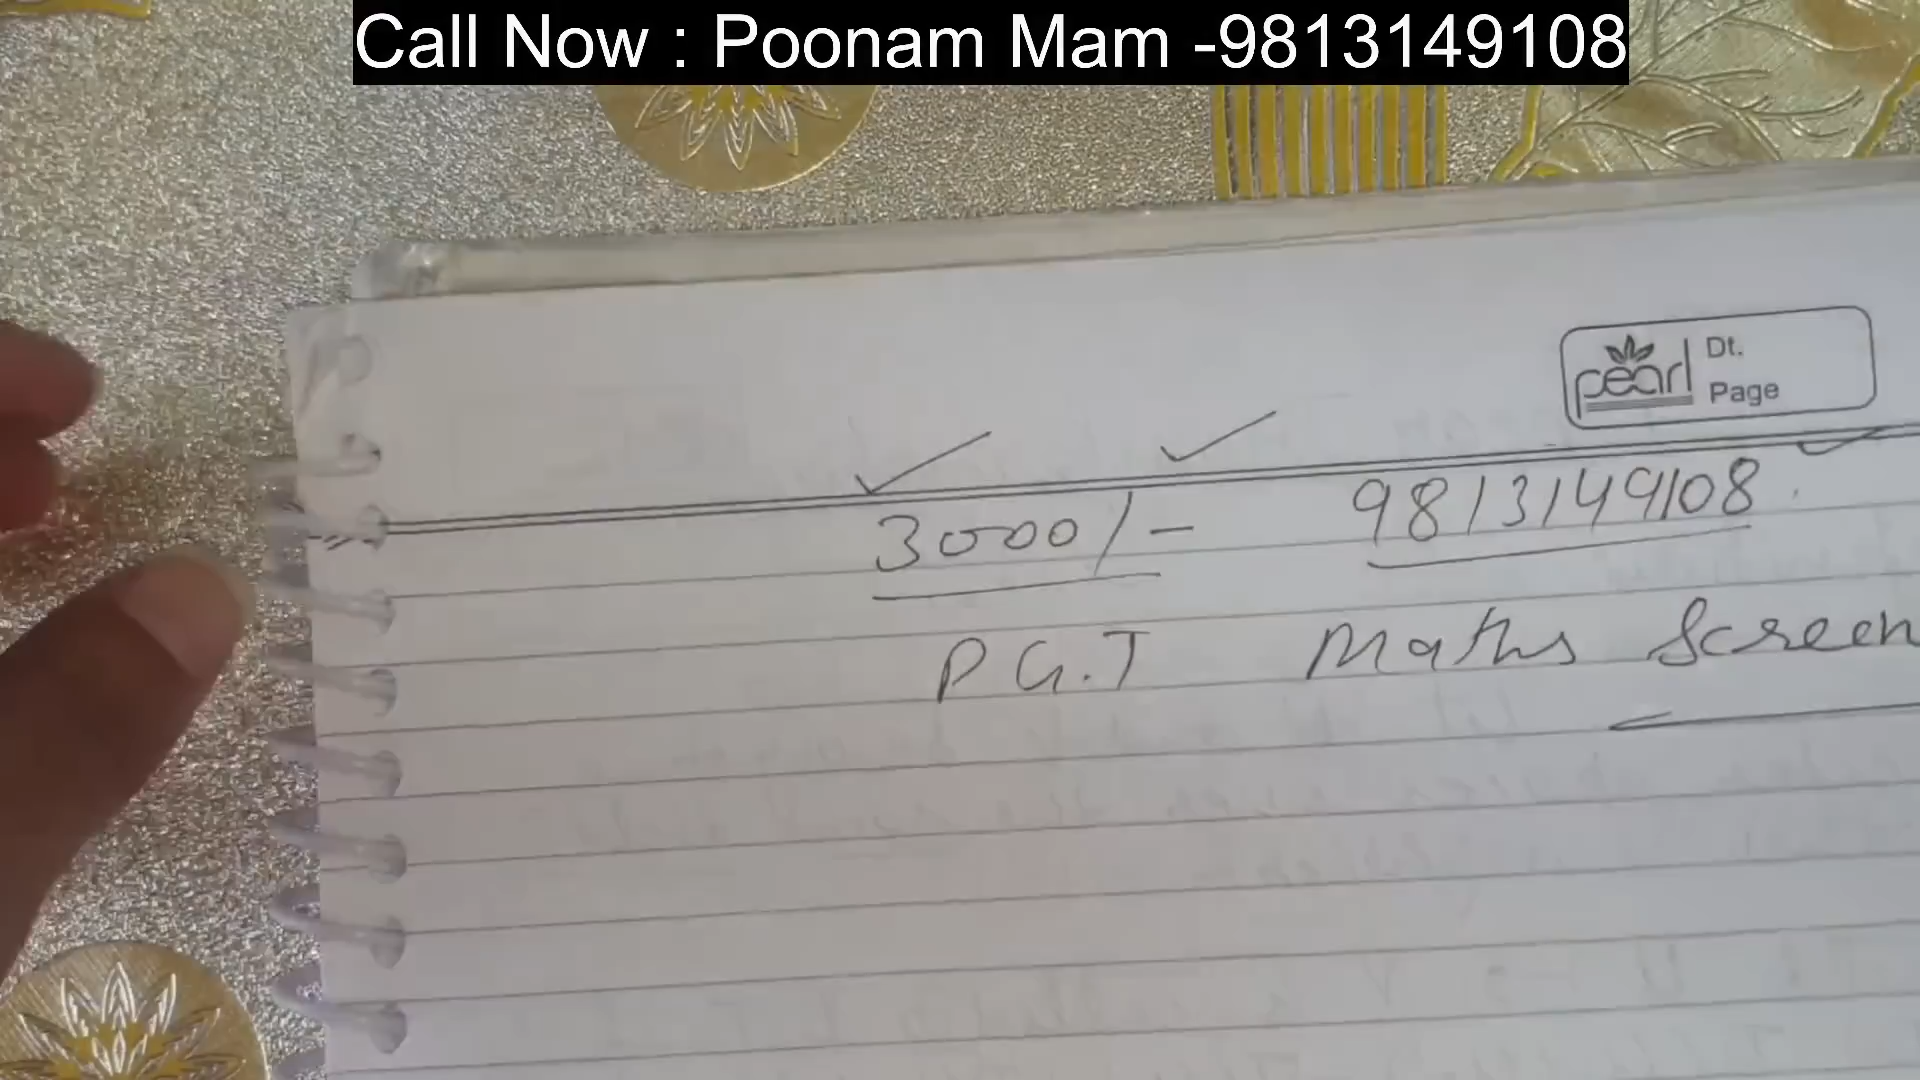 Call Now : Poonam Mam -9813149108
pearl
Dt.
Page
3000/- 9813149108
P G.T Maths Screen